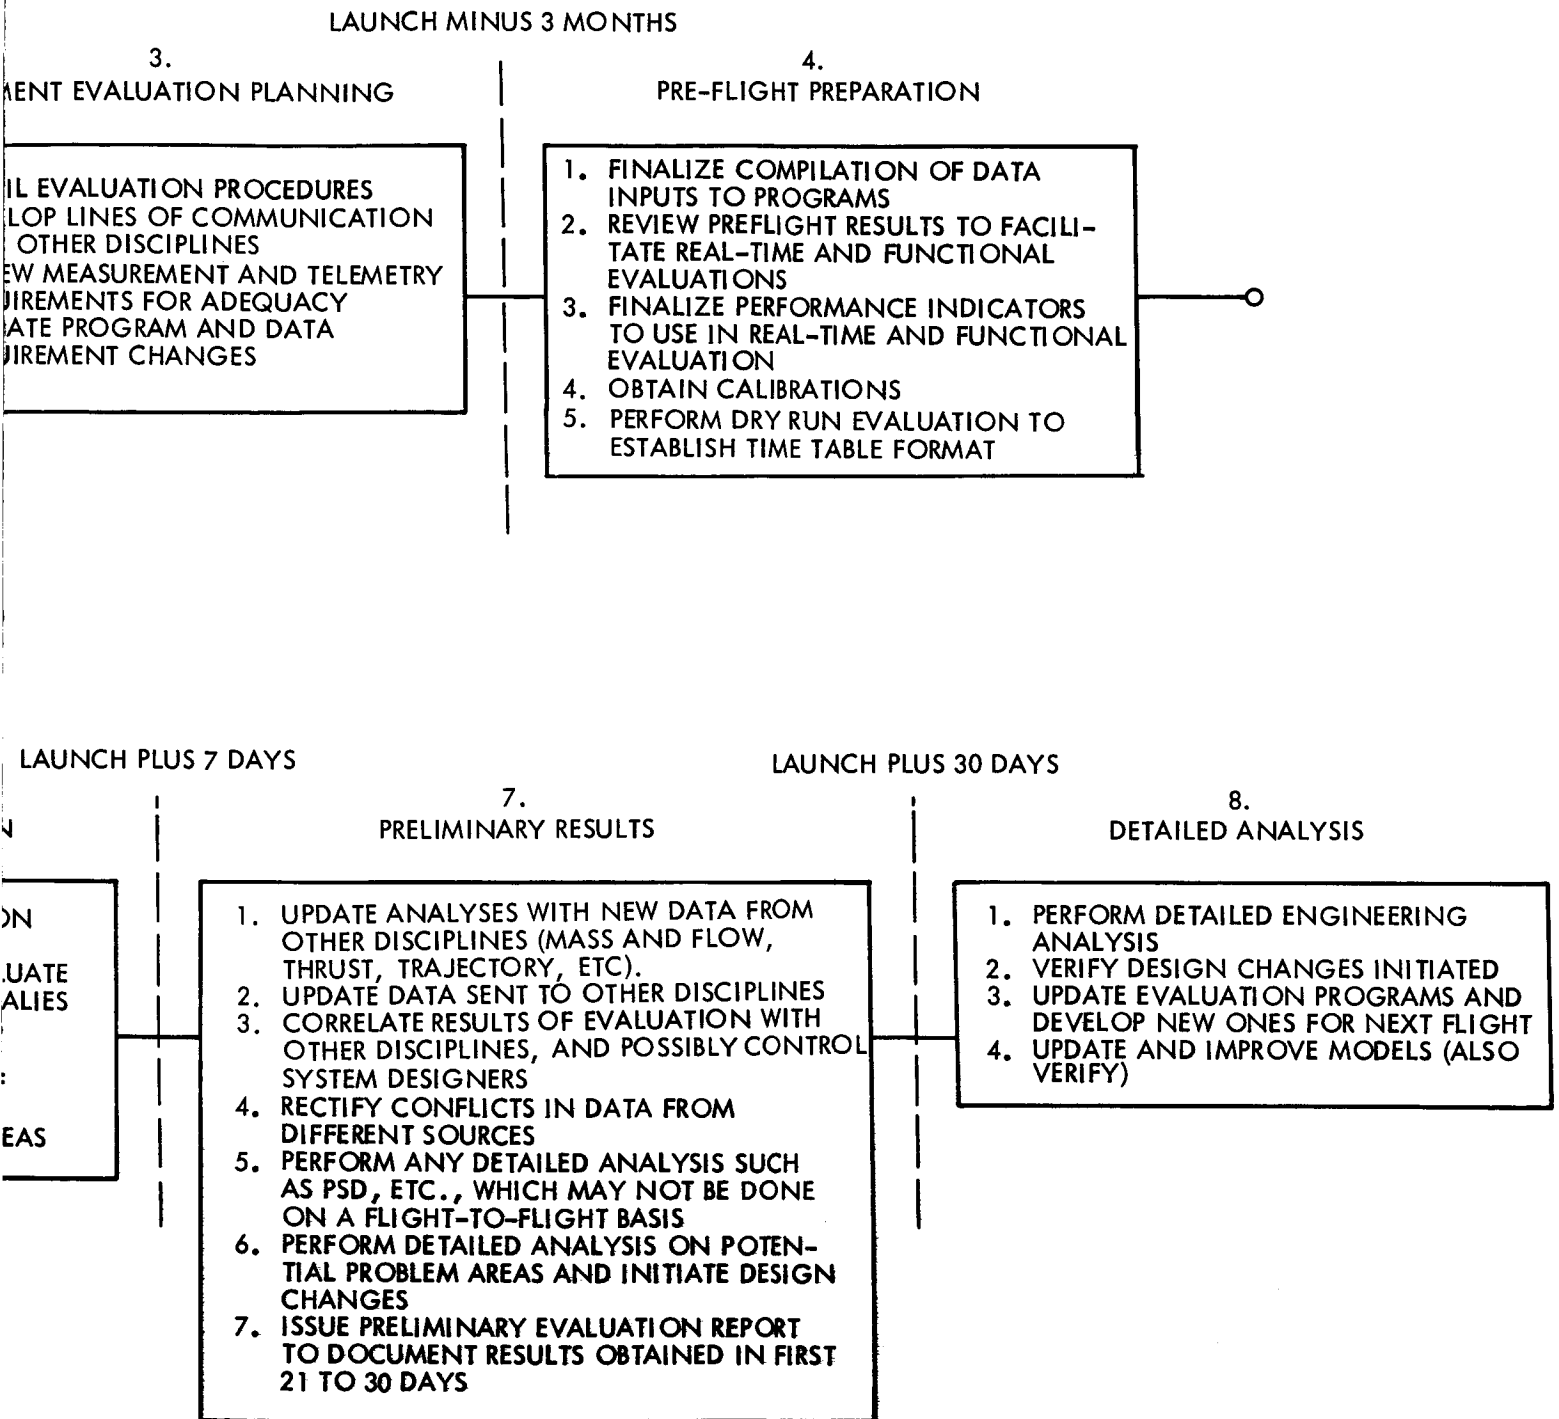 LAUNCH MINUS 3 MONTHS
3.
EVALUATION PLANNING
EVALUATION PROCEDURES
LINES OF COMMUNICATION
OTHER DISCIPLINES
MEASUREMENT AND TELEMETRY
FOR ADEQUACY
PROGRAM AND DATA
CHANGES
4.
PRE-FLIGHT PREPARATION
1. FINALIZE COMPILATION OF DATA
INPUTS TO PROGRAMS
2. REVIEW PREFLIGHT RESULTS TO FACILI-
TATE REAL-TIME AND FUNCTIONAL
EVALUATIONS
3. FINALIZE PERFORMANCE INDICATORS
TO USE IN REAL-TIME AND FUNCTIONAL
EVALUATION
4. OBTAIN CALIBRATIONS
5. PERFORM DRY RUN EVALUATION TO
ESTABLISH TIME TABLE FORMAT
LAUNCH PLUS 7 DAYS
7.
PRELIMINARY RESULTS
1. UPDATE ANALYSES WITH NEW DATA FROM
OTHER DISCIPLINES (MASS AND FLOW,
THRUST, TRAJECTORY, ETC).
2. UPDATE DATA SENT TO OTHER DISCIPLINES
3. CORRELATE RESULTS OF EVALUATION WITH
OTHER DISCIPLINES, AND POSSIBLY CONTROL
SYSTEM DESIGNERS
4. RECTIFY CONFLICTS IN DATA FROM
DIFFERENT SOURCES
5. PERFORM ANY DETAILED ANALYSIS SUCH
AS PSD, ETC., WHICH MAY NOT BE DONE
ON A FLIGHT-TO-FLIGHT BASIS
6. PERFORM DETAILED ANALYSIS ON POTEN-
TIAL PROBLEM AREAS AND INITIATE DESIGN
CHANGES
7. ISSUE PRELIMINARY EVALUATION REPORT
TO DOCUMENT RESULTS OBTAINED IN FIRST
21 TO 30 DAYS
LAUNCH PLUS 30 DAYS
8.
DETAILED ANALYSIS
1. PERFORM DETAILED ENGINEERING
ANALYSIS
2. VERIFY DESIGN CHANGES INITIATED
3. UPDATE EVALUATION PROGRAMS AND
DEVELOP NEW ONES FOR NEXT FLIGHT
4. UPDATE AND IMPROVE MODELS (ALSO
VERIFY)